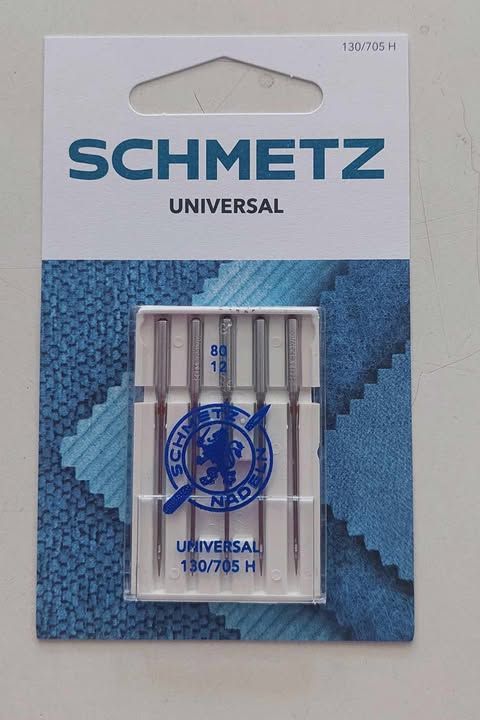 130/705 H
SCHMETZ
UNIVERSAL
80
12
SCHMETZ
NADELN
UNIVERSAL
130/705 H